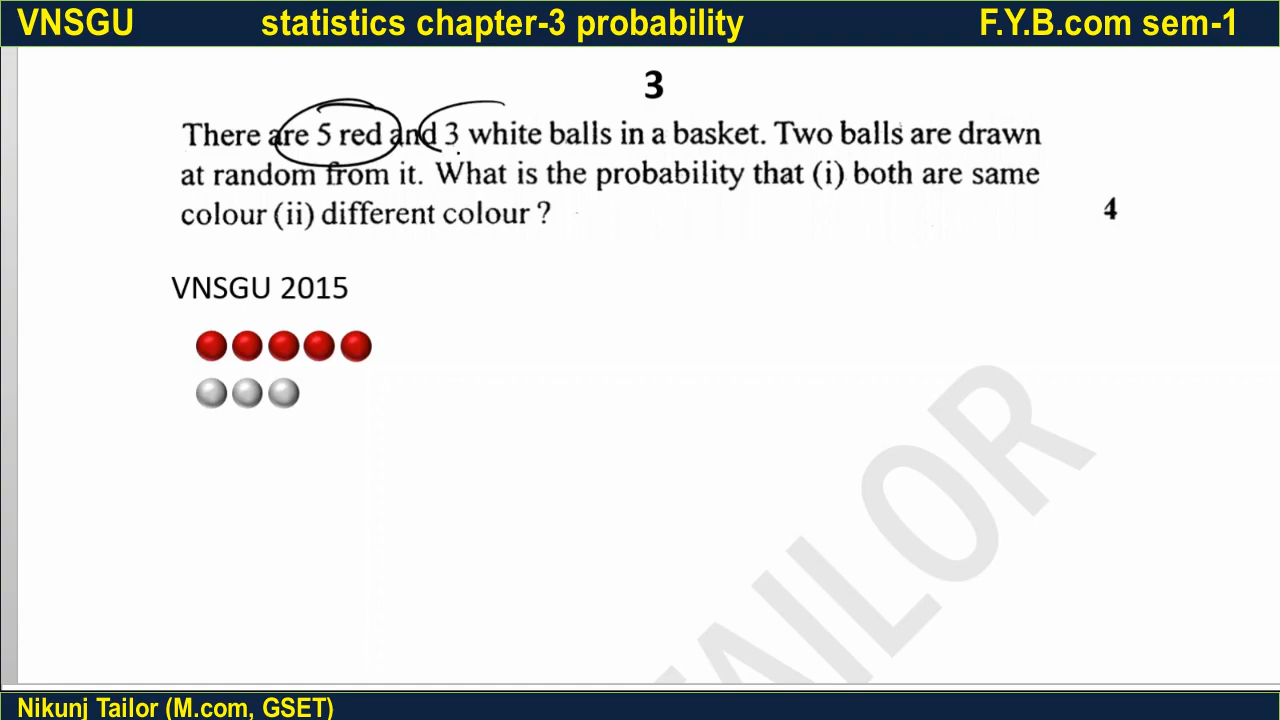 VNSGU statistics chapter-3 probability F.Y.B.com sem-1
3
There are 5 red and 3 white balls in a basket. Two balls are drawn
at random from it. What is the probability that (i) both are same
colour (ii) different colour ?
4
VNSGU 2015
TAILOR
Nikunj Tailor (M.com, GSET)